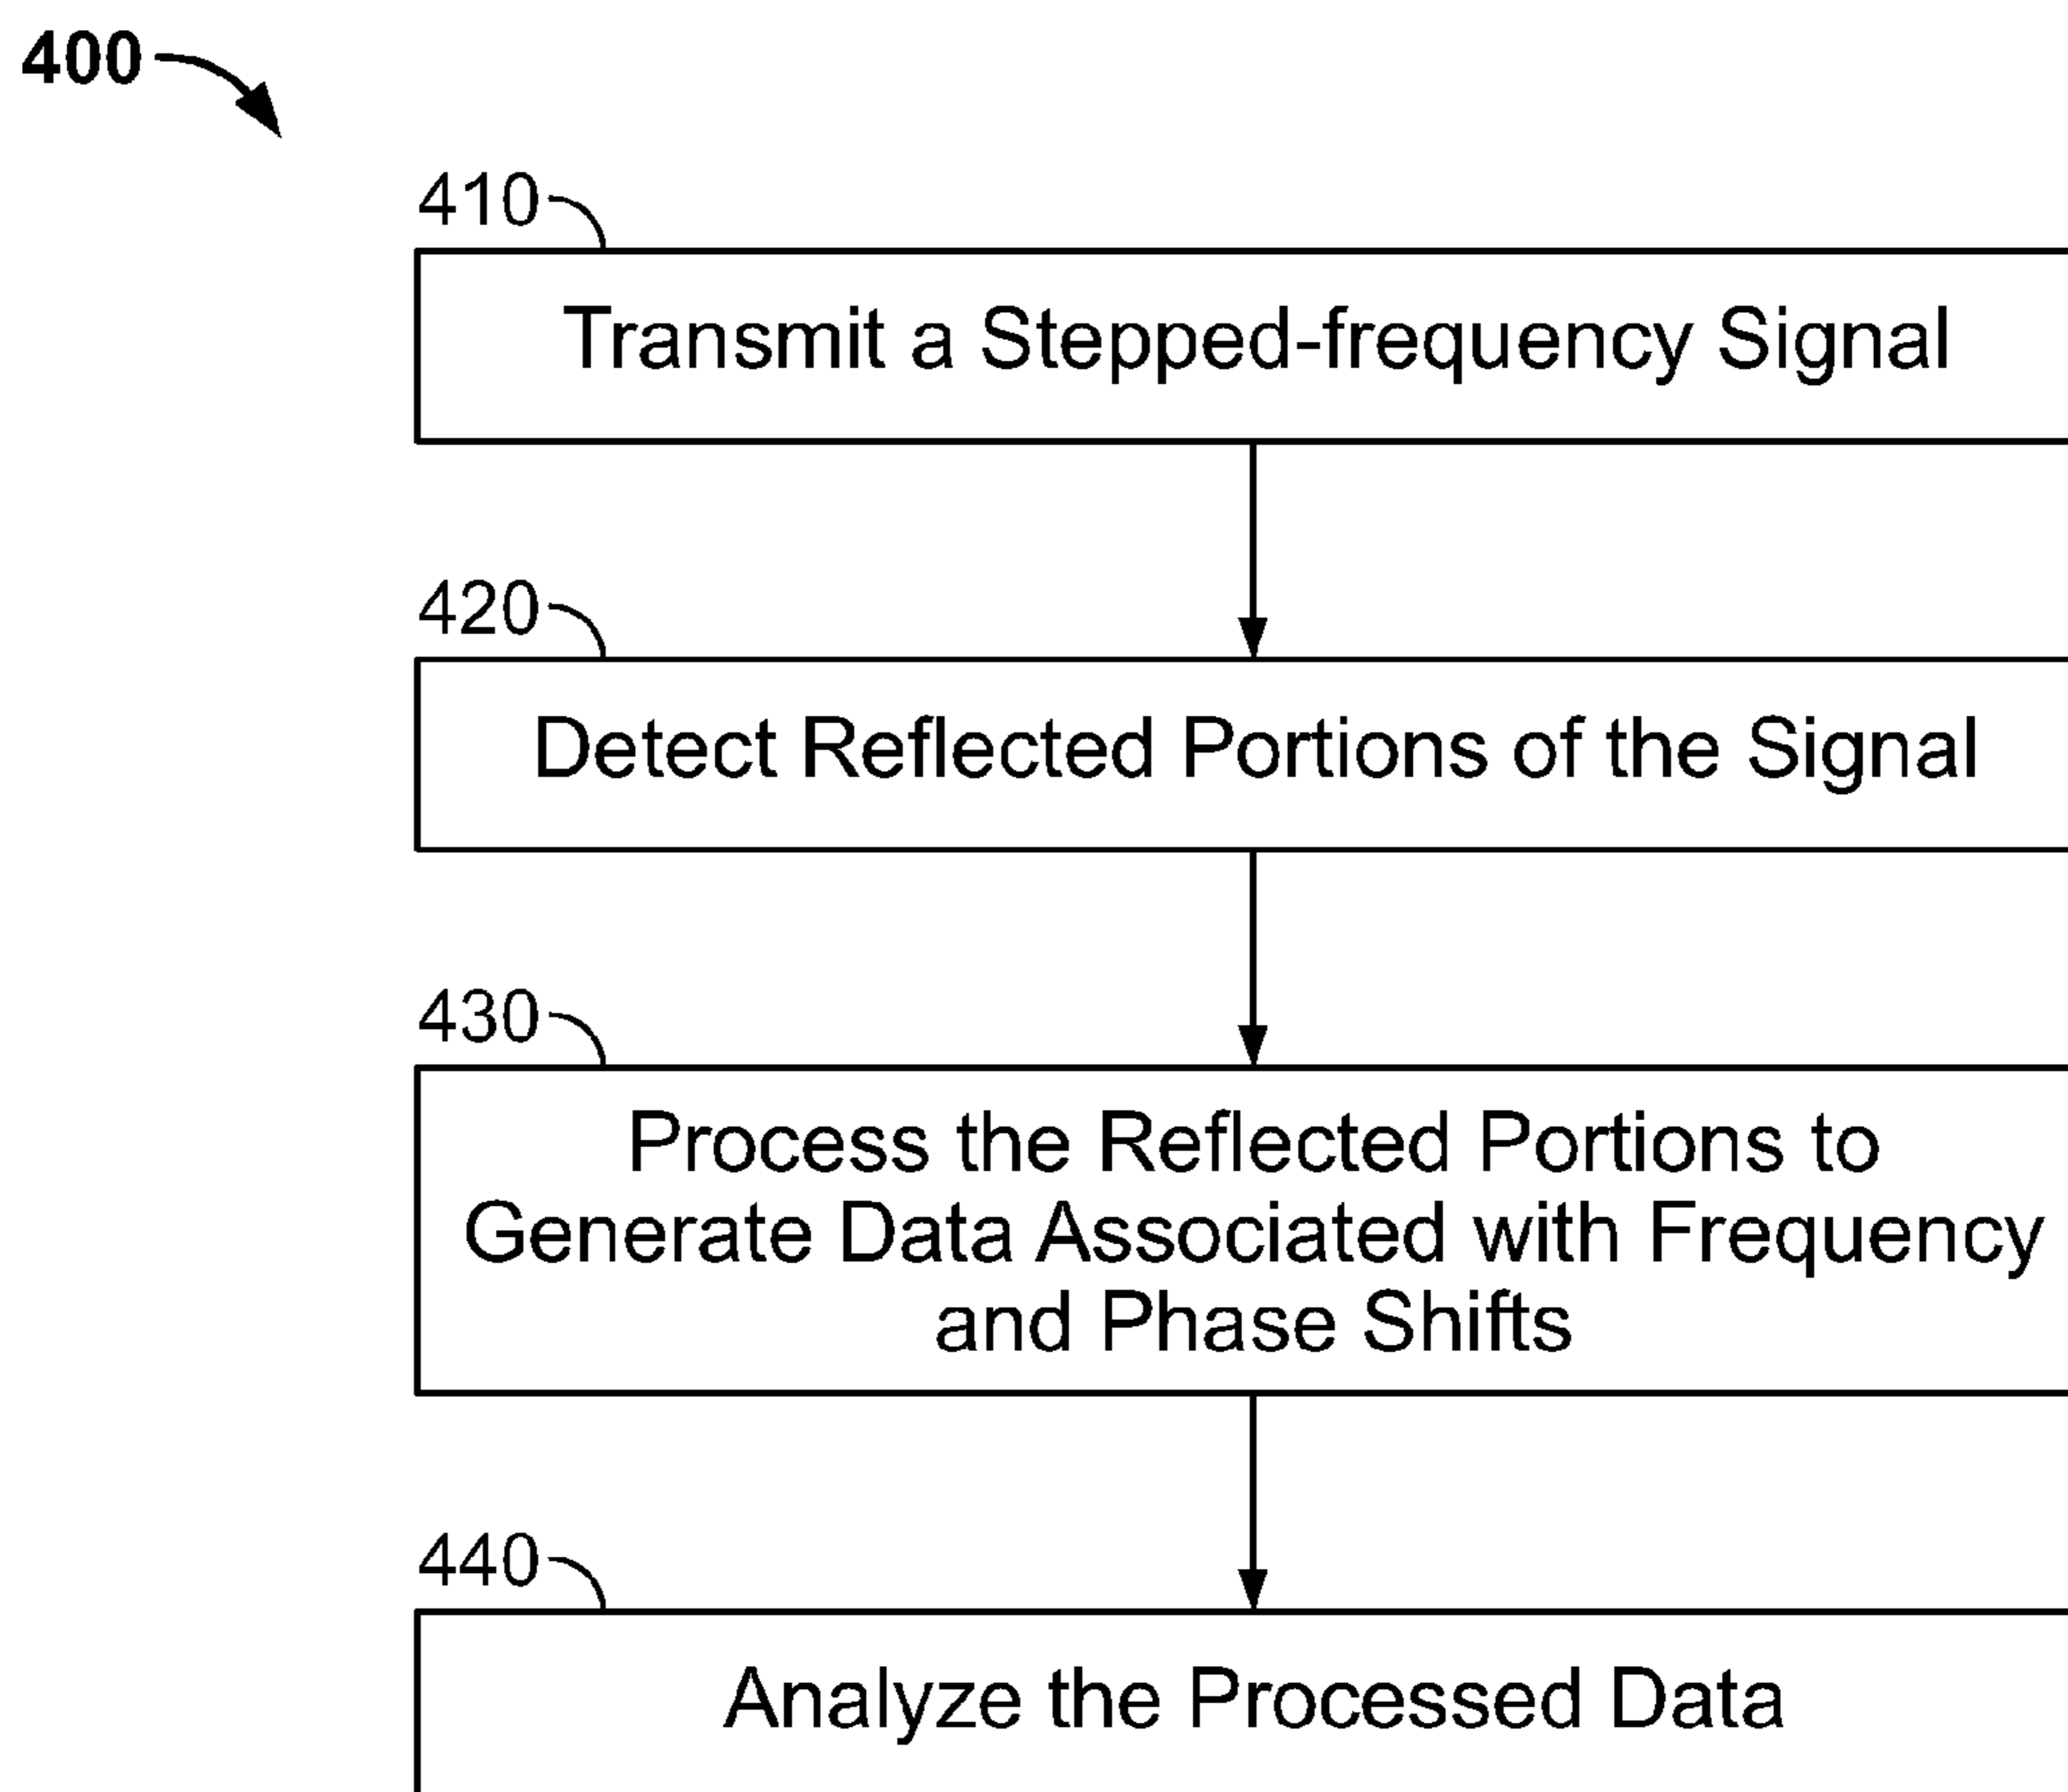 400
410
Transmit a Stepped-frequency Signal
420
Detect Reflected Portions of the Signal
430
Process the Reflected Portions to
Generate Data Associated with Frequency
and Phase Shifts
440
Analyze the Processed Data